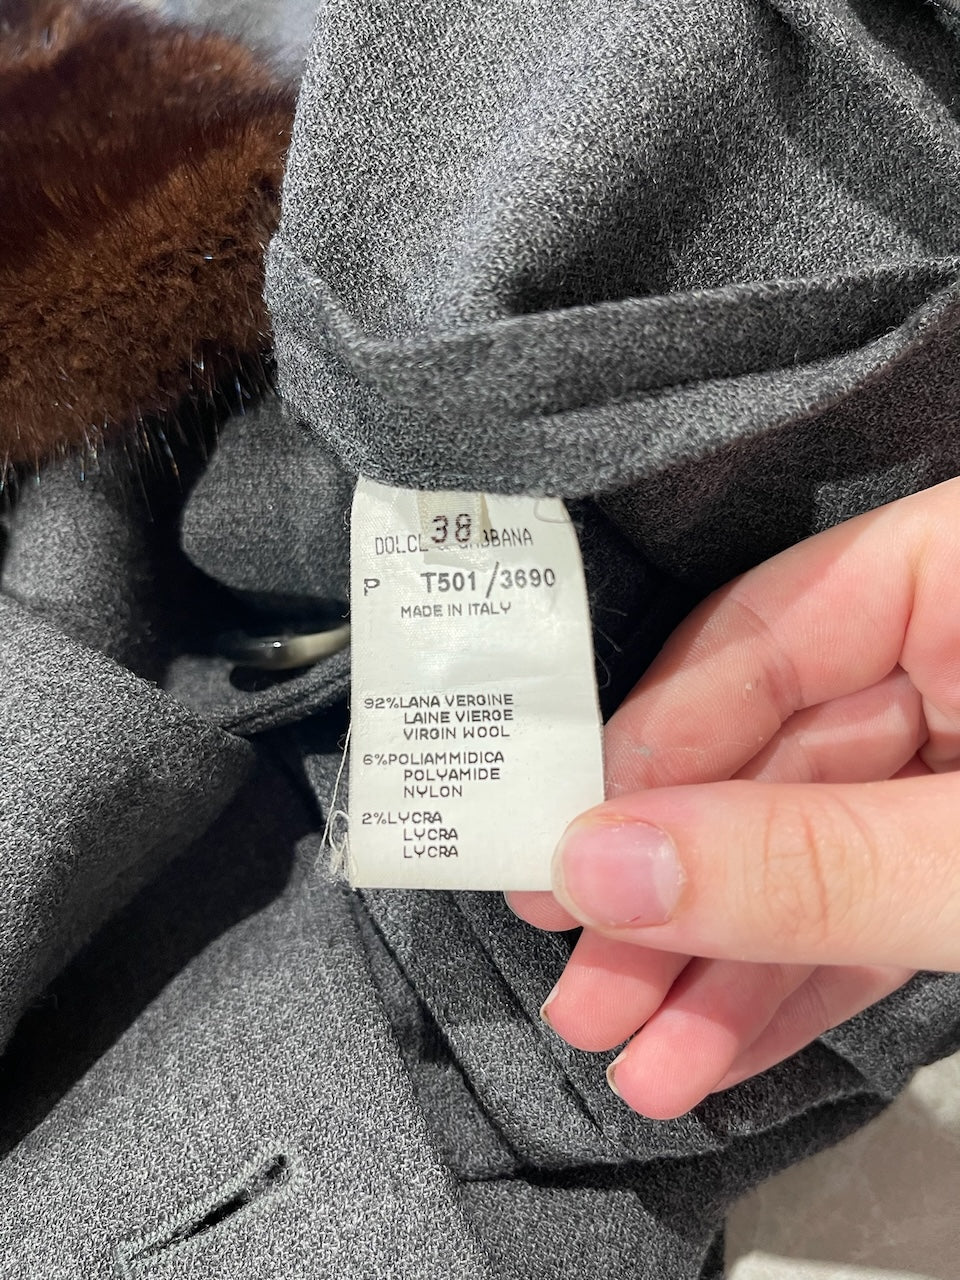 38
DOLCE & GABBANA
P T501/3690
MADE IN ITALY
92%LANA VERGINE
LAINE VIERGE
VIRGIN WOOL
6%POLIAMMIDICA
POLYAMIDE
NYLON
2%LYCRA
LYCRA
LYCRA